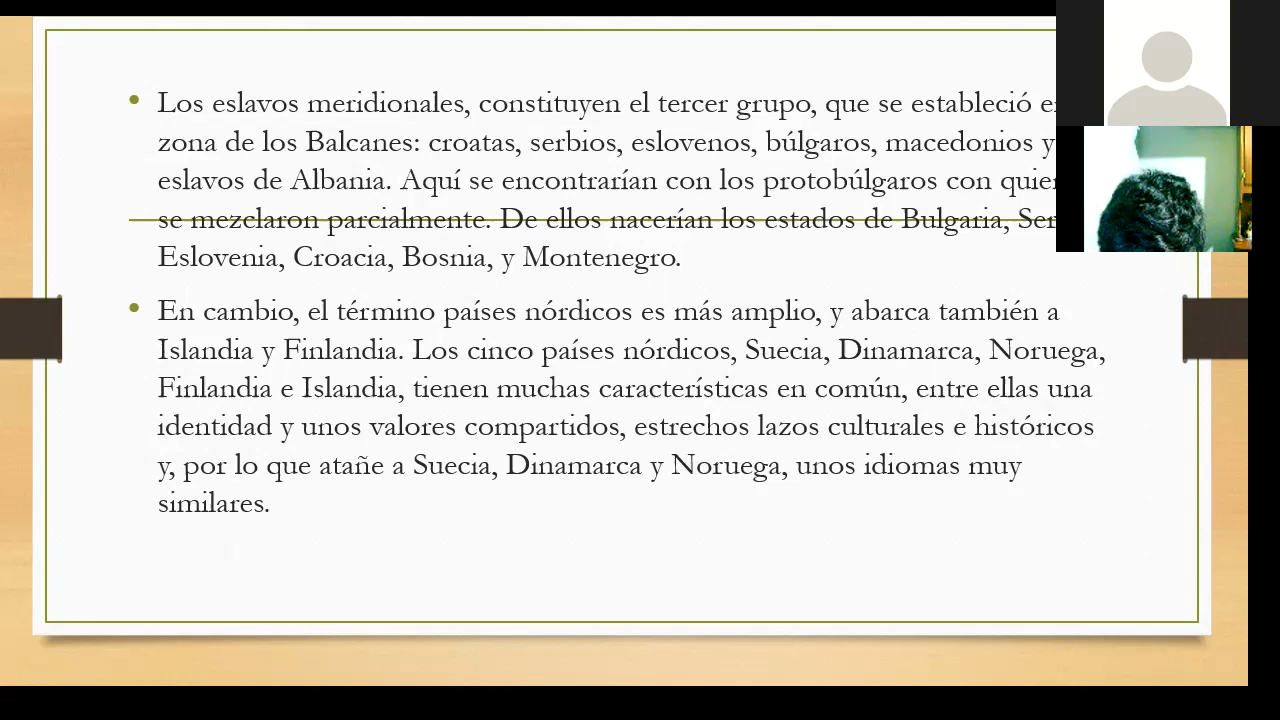 Los eslavos meridionales, constituyen el tercer grupo, que se estableció
zona de los Balcanes: croatas, serbios, eslovenos, búlgaros, macedonios y
eslavos de Albania. Aquí se encontrarían con los protobúlgaros con
se mezclaron parcialmente. De ellos nacerían los estados de Bulgaria,
Eslovenia, Croacia, Bosnia, y Montenegro.
En cambio, el término países nórdicos es más amplio, y abarca también a
Islandia y Finlandia. Los cinco países nórdicos, Suecia, Dinamarca, Noruega,
Finlandia e Islandia, tienen muchas características en común, entre ellas una
identidad y unos valores compartidos, estrechos lazos culturales e históricos
y, por lo que atañe a Suecia, Dinamarca y Noruega, unos idiomas muy
similares.